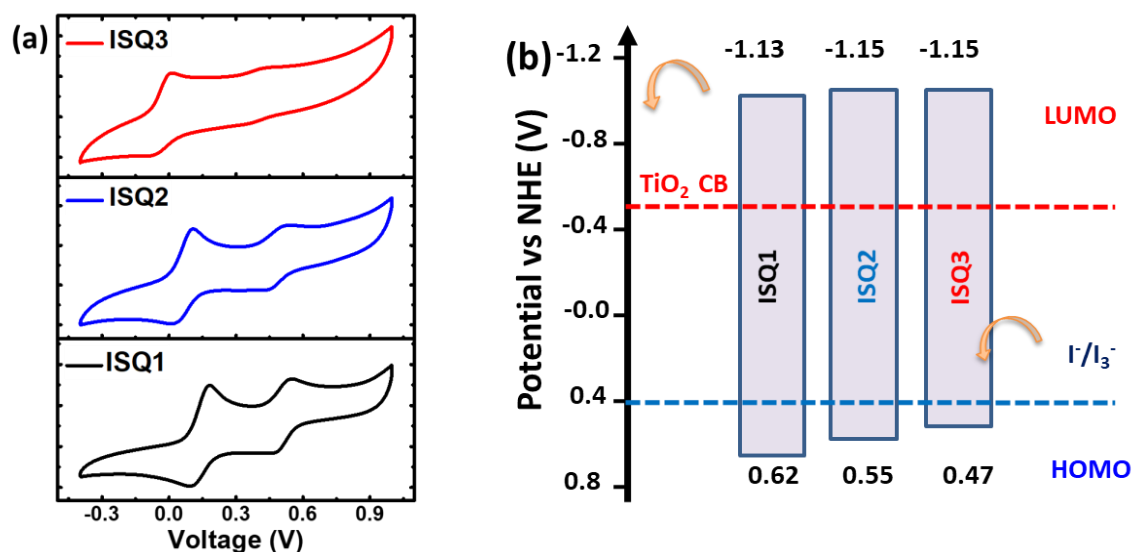 (a)
ISQ3
ISQ2
ISQ1
-0.3 0.0 0.3 0.6 0.9
Voltage (V)
(b)
Potential vs NHE (V)
-1.2
-0.8
-0.4
-0.0
0.4
0.8
-1.13 -1.15 -1.15
LUMO
TiO₂ CB
ISQ1
ISQ2
ISQ3
I⁻/I₃⁻
0.62 0.55 0.47
HOMO